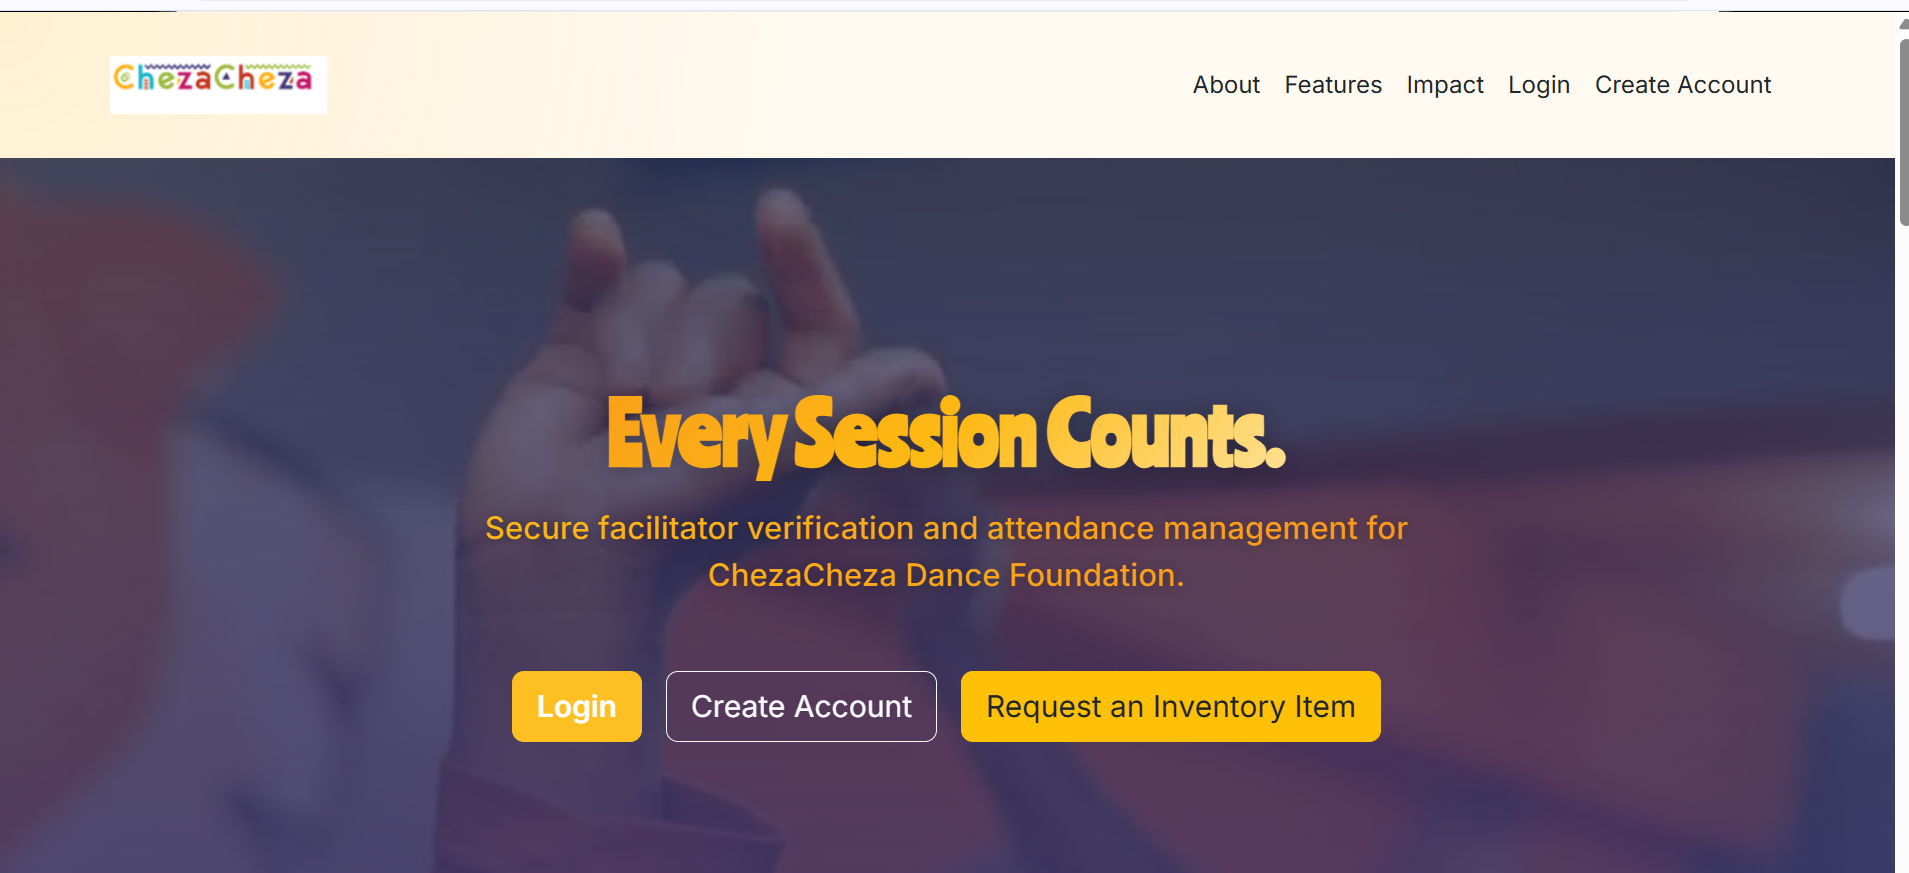 ChezaCheza
About Features Impact Login Create Account
Every Session Counts.
Secure facilitator verification and attendance management for
ChezaCheza Dance Foundation.
Login Create Account Request an Inventory Item